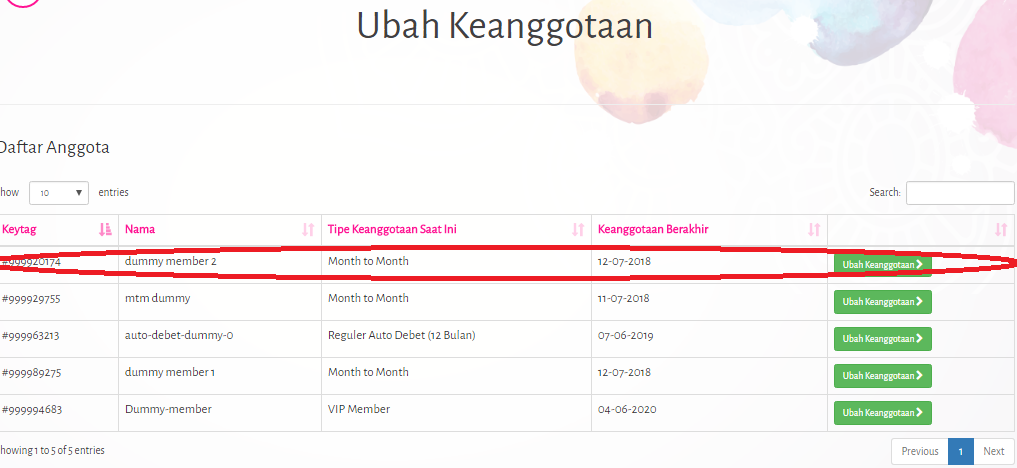 Ubah Keanggotaan
Daftar Anggota
how 10 entries Search:
Keytag Nama Tipe Keanggotaan Saat Ini Keanggotaan Berakhir
#999920174 dummy member 2 Month to Month 12-07-2018 Ubah Keanggotaan
#999929755 mtm dummy Month to Month 11-07-2018 Ubah Keanggotaan
#999963213 auto-debet-dummy-0 Reguler Auto Debet (12 Bulan) 07-06-2019 Ubah Keanggotaan
#999989275 dummy member 1 Month to Month 12-07-2018 Ubah Keanggotaan
#999994683 Dummy-member VIP Member 04-06-2020 Ubah Keanggotaan
howing 1 to 5 of 5 entries Previous 1 Next